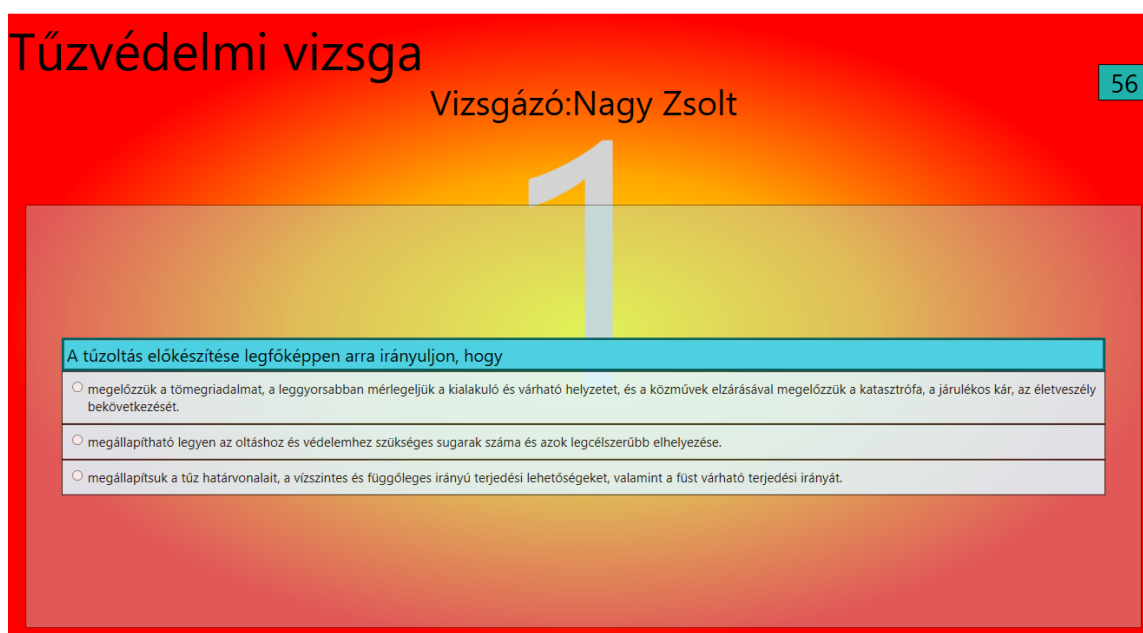 Tűzvédelmi vizsga
56
Vizsgázó:Nagy Zsolt
1
A tűzoltás előkészítése legfőképpen arra irányuljon, hogy
megelőzzük a tömegriadalmat, a leggyorsabban mérlegeljük a kialakuló és várható helyzetet, és a közművek elzárásával megelőzzük a katasztrófa, a járulékos kár, az életveszély
bekövetkezését.
megállapítható legyen az oltáshoz és védelemhez szükséges sugarak száma és azok legcélszerűbb elhelyezése.
megállapítsuk a tűz határvonalait, a vízszintes és függőleges irányú terjedési lehetőségeket, valamint a füst várható terjedési irányát.